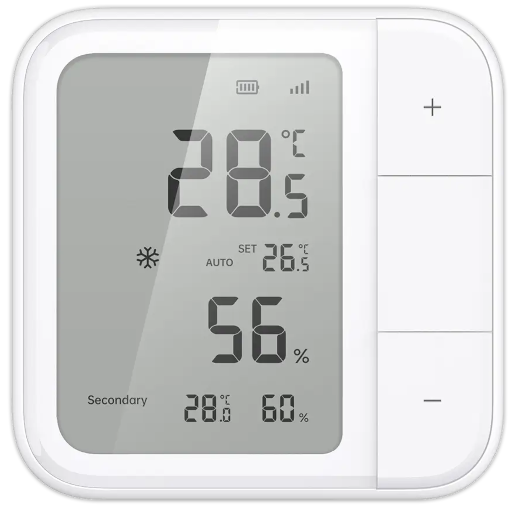 28.5 ℃
AUTO SET 26.5 ℃
56 %
Secondary 28.0 ℃ 60 %
+
−